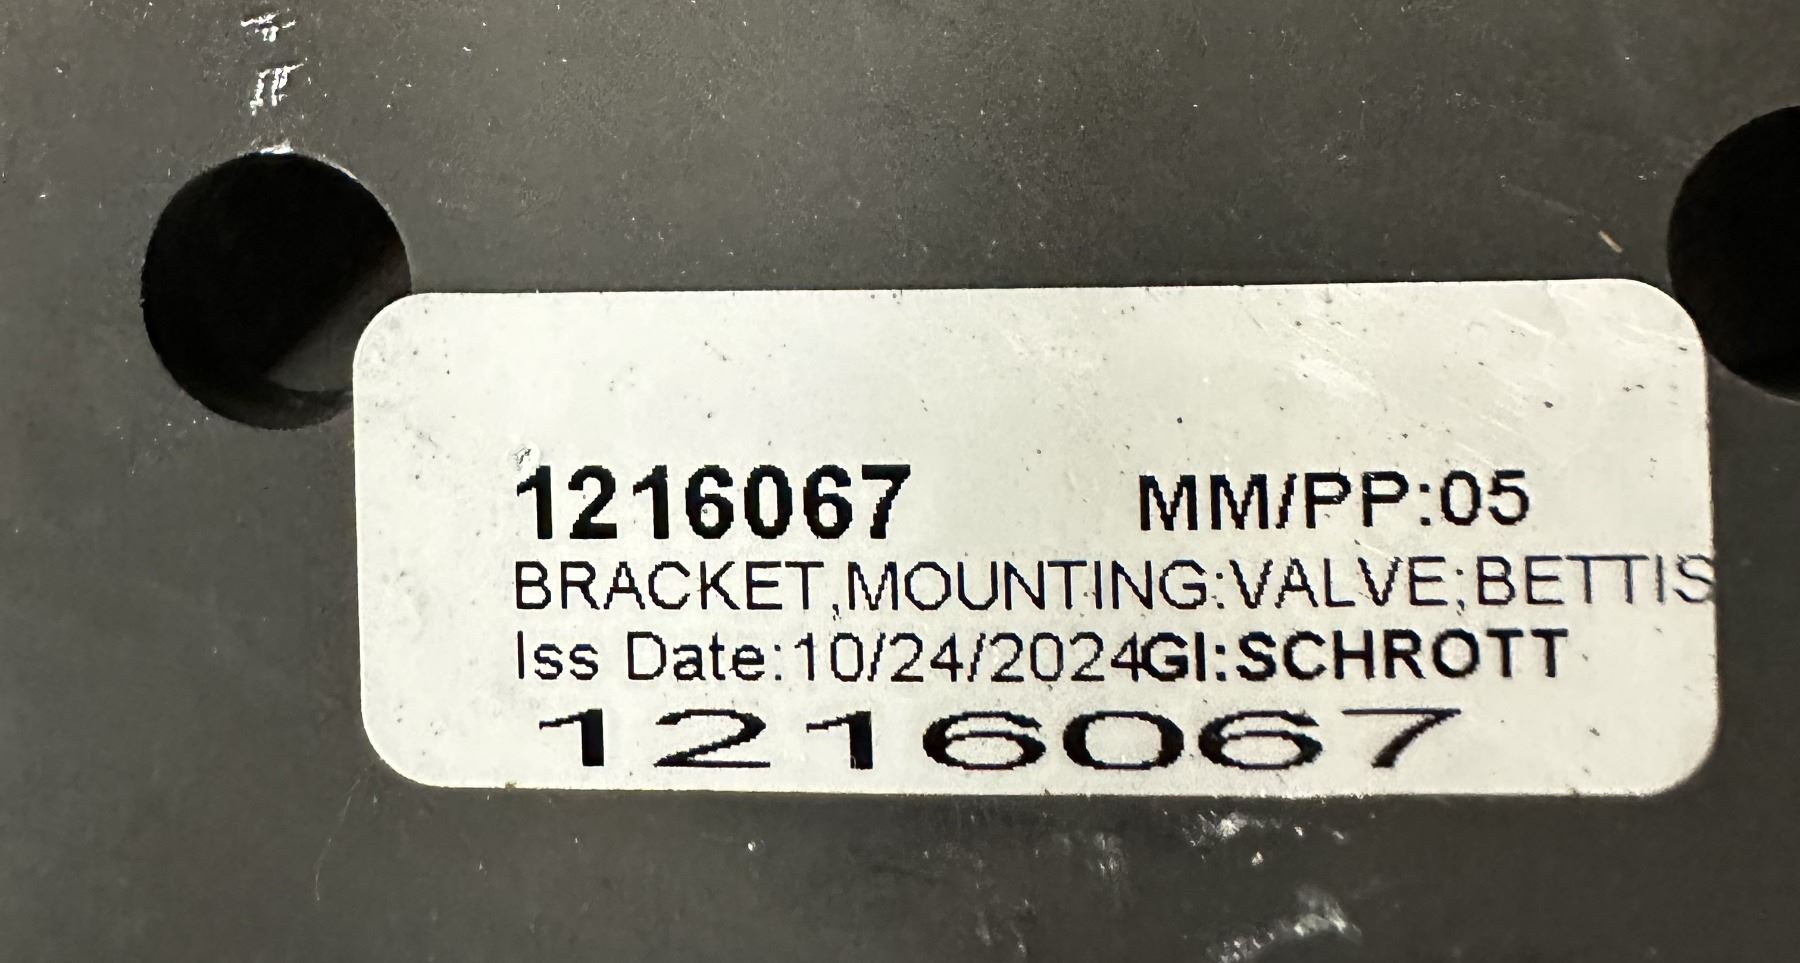 1216067 MM/PP:05
BRACKET,MOUNTING:VALVE;BETTIS
Iss Date:10/24/2024GI:SCHROTT
1216067